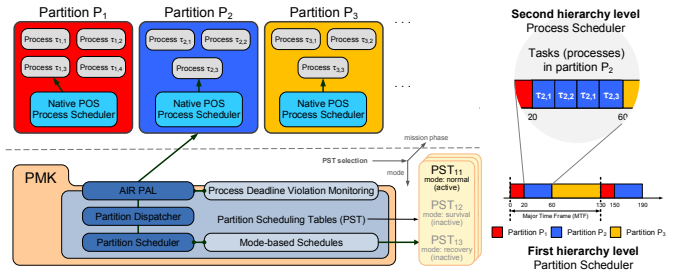 Partition P1
Partition P2
Partition P3
Process τ1,1
Process τ1,2
Process τ1,3
Process τ1,4
Native POS
Process Scheduler
Process τ2,1
Process τ2,2
Process τ2,3
Native POS
Process Scheduler
Process τ3,1
Process τ3,2
Process τ3,3
Native POS
Process Scheduler
. . .
...
PMK
AIR PAL
Process Deadline Violation Monitoring
Partition Dispatcher
Partition Scheduling Tables (PST)
Partition Scheduler
Mode-based Schedules
PST selection
mission phase
mode
PST11
mode: normal
(active)
PST12
mode: survival
(inactive)
PST13
mode: recovery
(inactive)
Second hierarchy level
Process Scheduler
Tasks (processes)
in partition P2
τ2,1 τ2,2 τ2,1 τ2,3
20 60
0 20 60 130 150 190
Major Time Frame (MTF)
Partition P1 Partition P2 Partition P3
First hierarchy level
Partition Scheduler